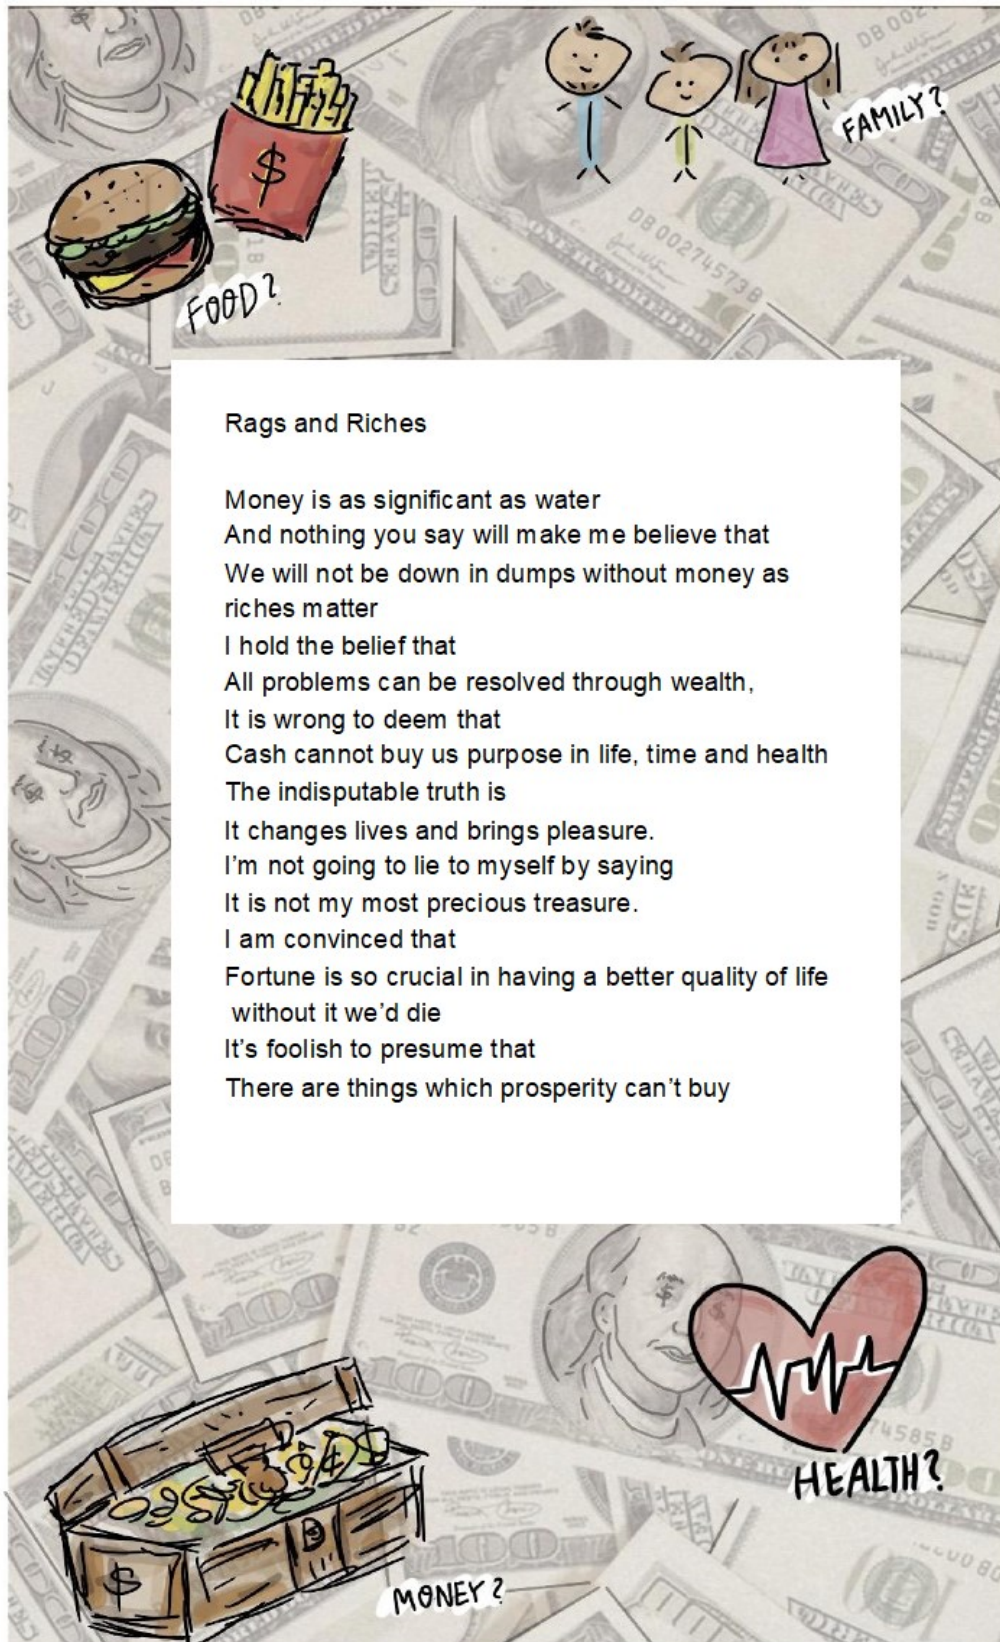 $
FAMILY?
FOOD?
DB 00274573B
Rags and Riches
Money is as significant as water
And nothing you say will make me believe that
We will not be down in dumps without money as
riches matter
I hold the belief that
All problems can be resolved through wealth,
It is wrong to deem that
Cash cannot buy us purpose in life, time and health
The indisputable truth is
It changes lives and brings pleasure.
I'm not going to lie to myself by saying
It is not my most precious treasure.
I am convinced that
Fortune is so crucial in having a better quality of life
without it we'd die
It's foolish to presume that
There are things which prosperity can't buy
100
HEALTH?
$
MONEY?